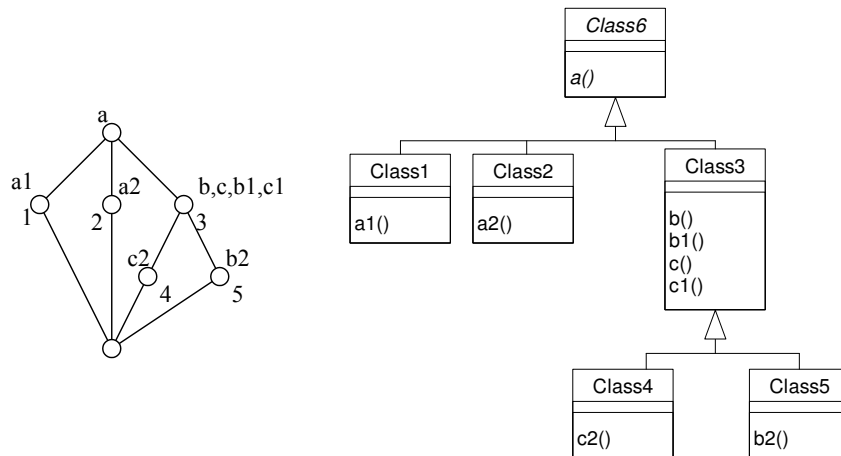 a
a1
a2
b,c,b1,c1
1
2
3
c2
b2
4
5
Class6
a()
Class1
a1()
Class2
a2()
Class3
b()
b1()
c()
c1()
Class4
c2()
Class5
b2()